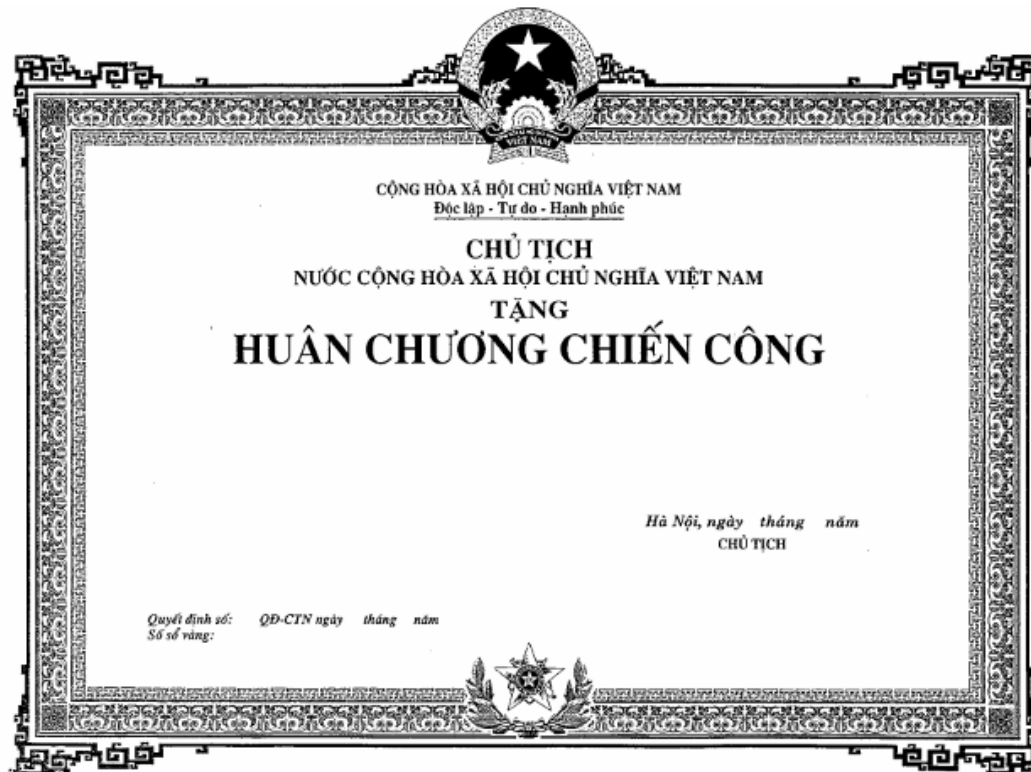 VIỆT NAM
CỘNG HÒA XÃ HỘI CHỦ NGHĨA VIỆT NAM
Độc lập - Tự do - Hạnh phúc
CHỦ TỊCH
NƯỚC CỘNG HÒA XÃ HỘI CHỦ NGHĨA VIỆT NAM
TẶNG
HUÂN CHƯƠNG CHIẾN CÔNG
Hà Nội, ngày tháng năm
CHỦ TỊCH
Quyết định số: QĐ-CTN ngày tháng năm
Số sổ vàng: